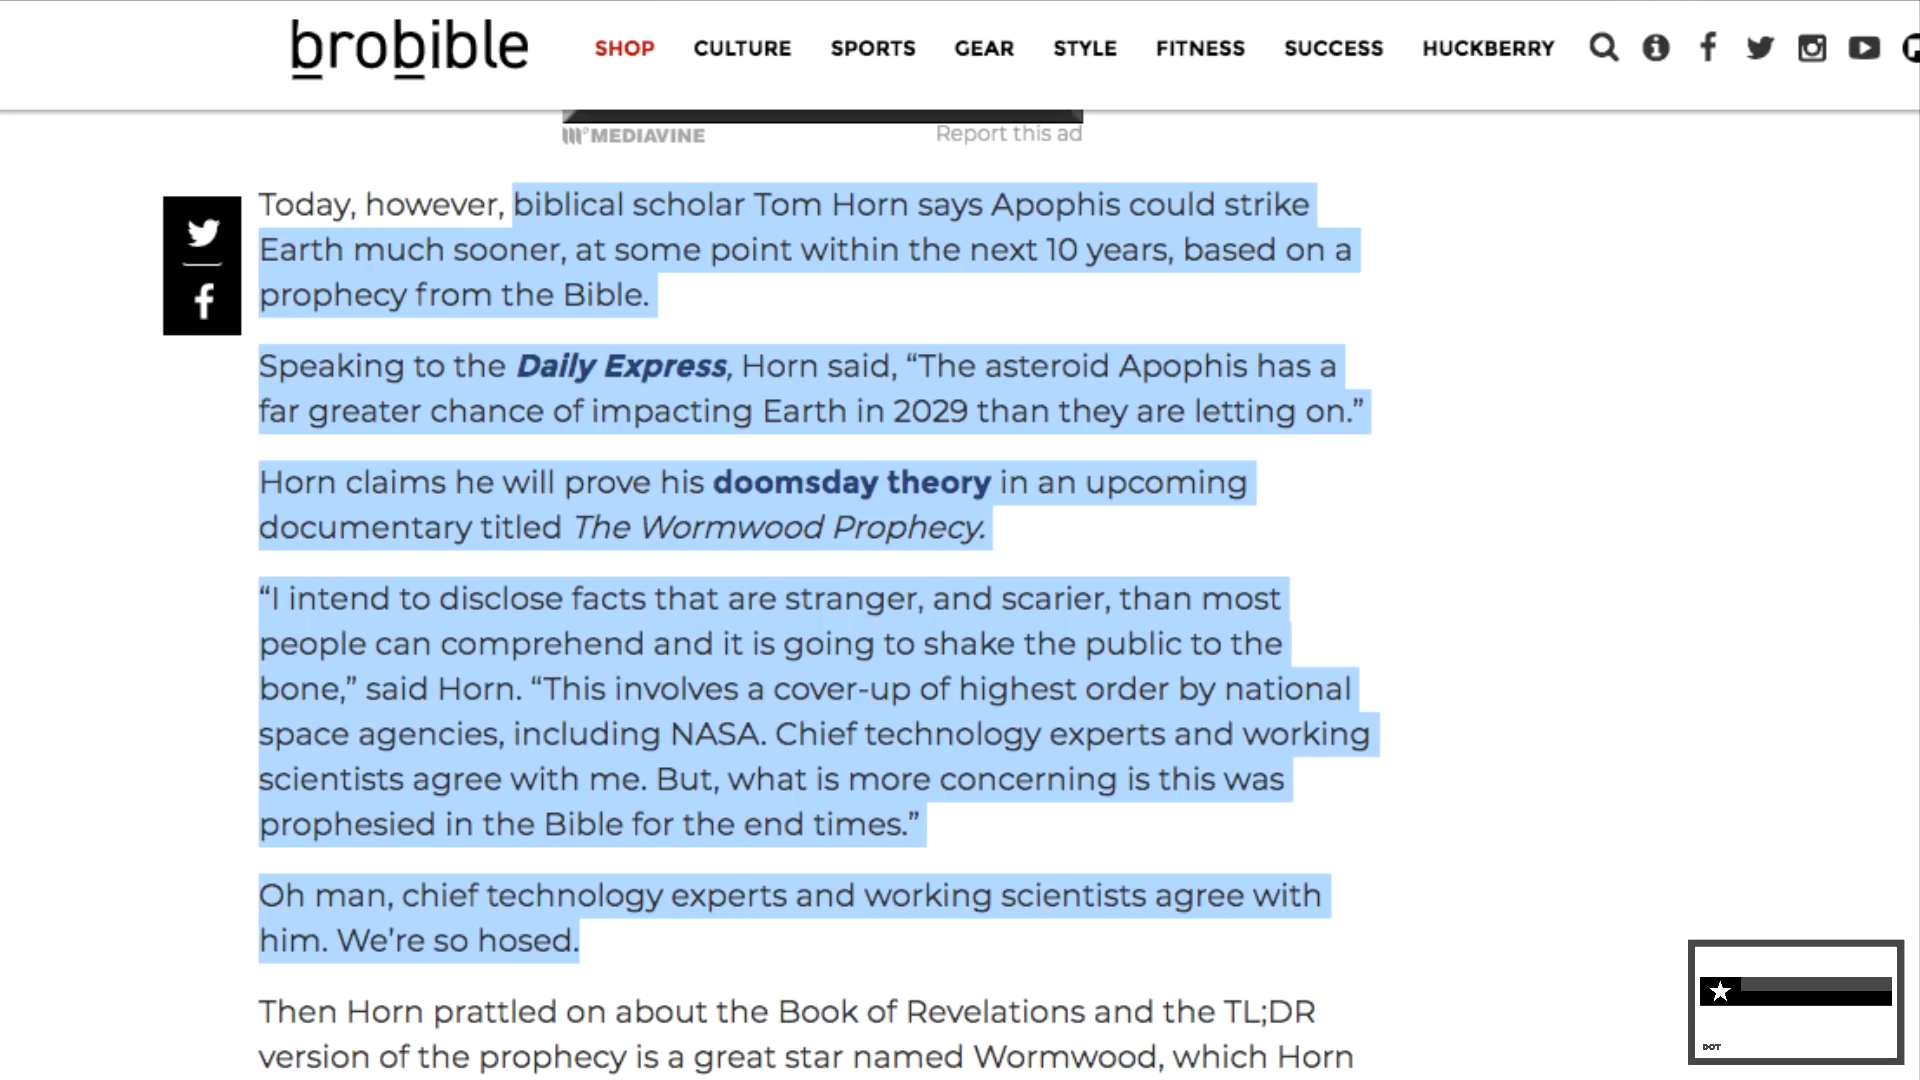 brobible
SHOP CULTURE SPORTS GEAR STYLE FITNESS SUCCESS HUCKBERRY
MEDIAVINE Report this ad
Today, however, biblical scholar Tom Horn says Apophis could strike
Earth much sooner, at some point within the next 10 years, based on a
prophecy from the Bible.
Speaking to the Daily Express, Horn said, “The asteroid Apophis has a
far greater chance of impacting Earth in 2029 than they are letting on.”
Horn claims he will prove his doomsday theory in an upcoming
documentary titled The Wormwood Prophecy.
“I intend to disclose facts that are stranger, and scarier, than most
people can comprehend and it is going to shake the public to the
bone,” said Horn. “This involves a cover-up of highest order by national
space agencies, including NASA. Chief technology experts and working
scientists agree with me. But, what is more concerning is this was
prophesied in the Bible for the end times.”
Oh man, chief technology experts and working scientists agree with
him. We’re so hosed.
Then Horn prattled on about the Book of Revelations and the TL;DR
version of the prophecy is a great star named Wormwood, which Horn
DOT